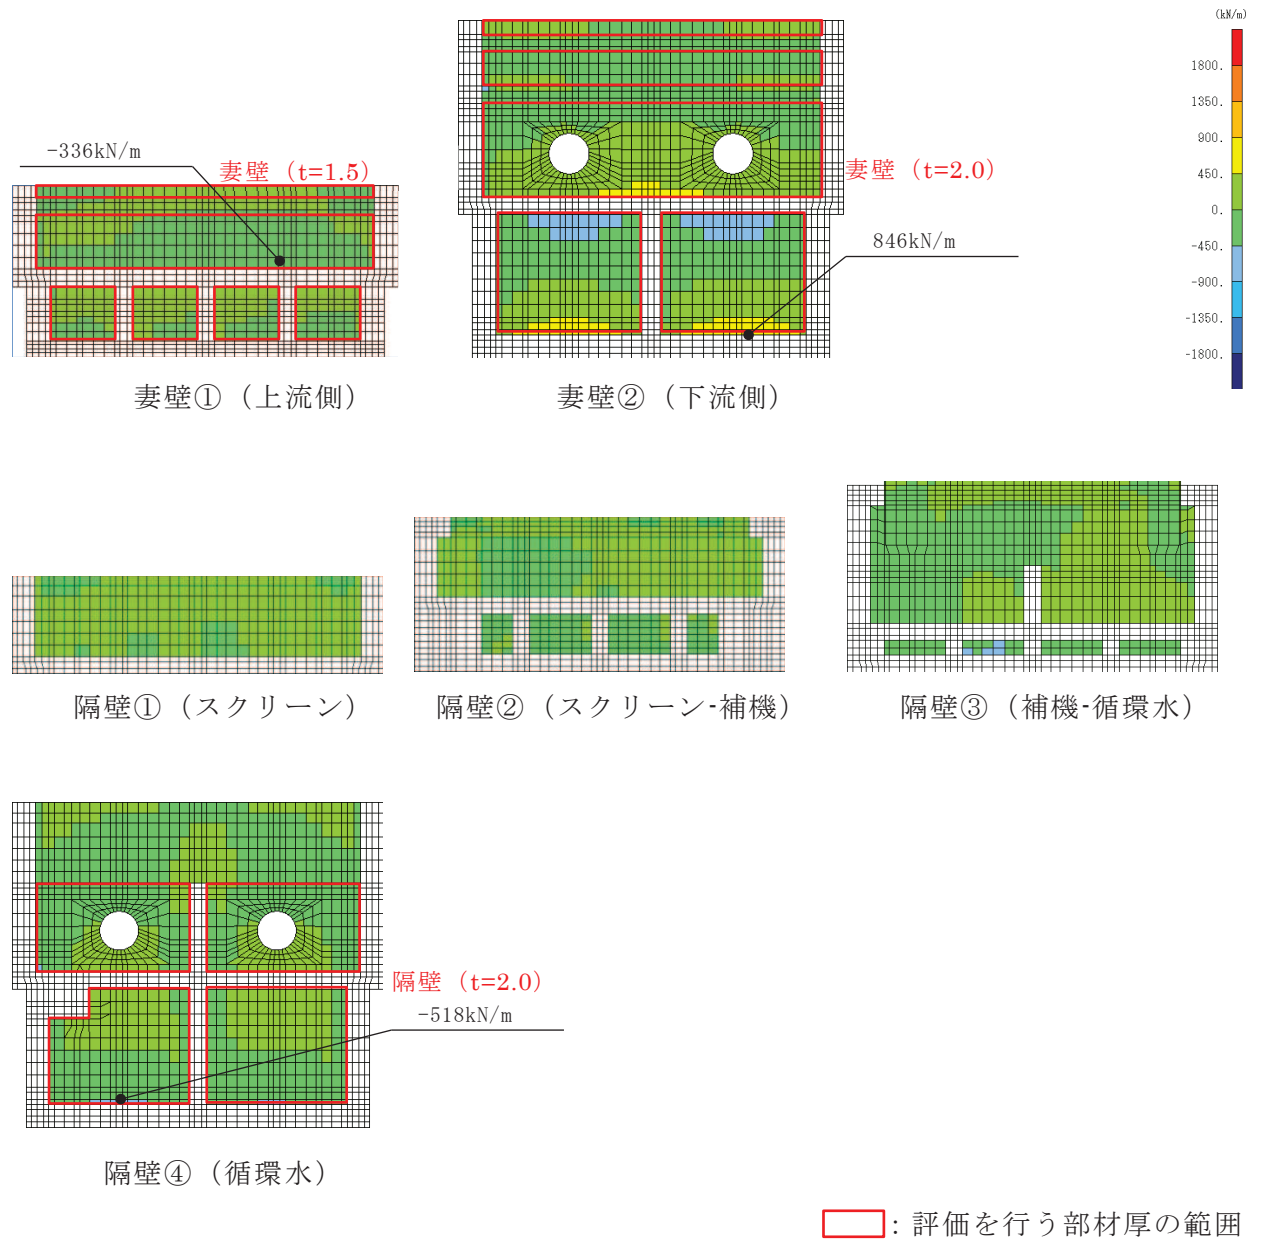 (kN/m)
1800.
1350.
900.
450.
0.
-450.
-900.
-1350.
-1800.
-336kN/m
妻壁（t=1.5）
妻壁（t=2.0）
846kN/m
妻壁①（上流側）
妻壁②（下流側）
隔壁①（スクリーン）
隔壁②（スクリーン-補機）
隔壁③（補機-循環水）
隔壁（t=2.0）
-518kN/m
隔壁④（循環水）
：評価を行う部材厚の範囲